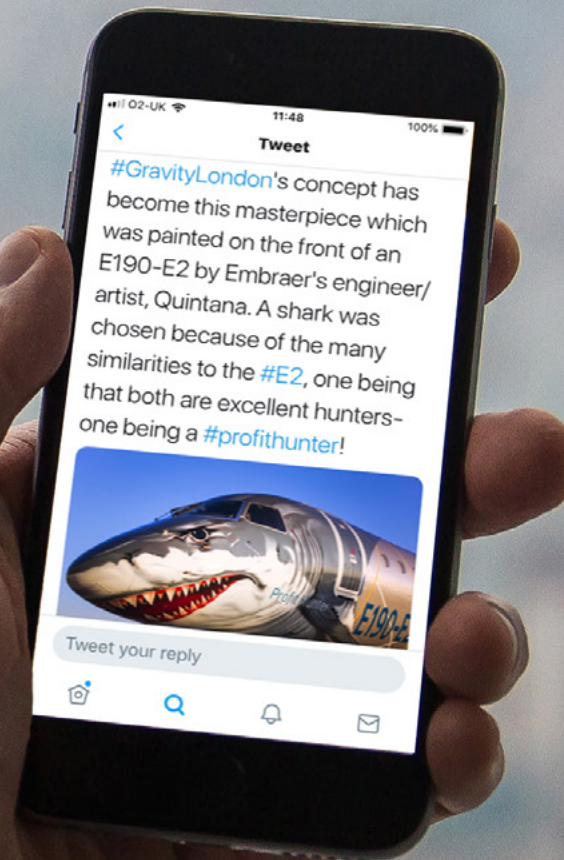 O2-UK
11:48
100%
Tweet
#GravityLondon's concept has
become this masterpiece which
was painted on the front of an
E190-E2 by Embraer's engineer/
artist, Quintana. A shark was
chosen because of the many
similarities to the #E2, one being
that both are excellent hunters-
one being a #profithunter!
E190-E2
Tweet your reply